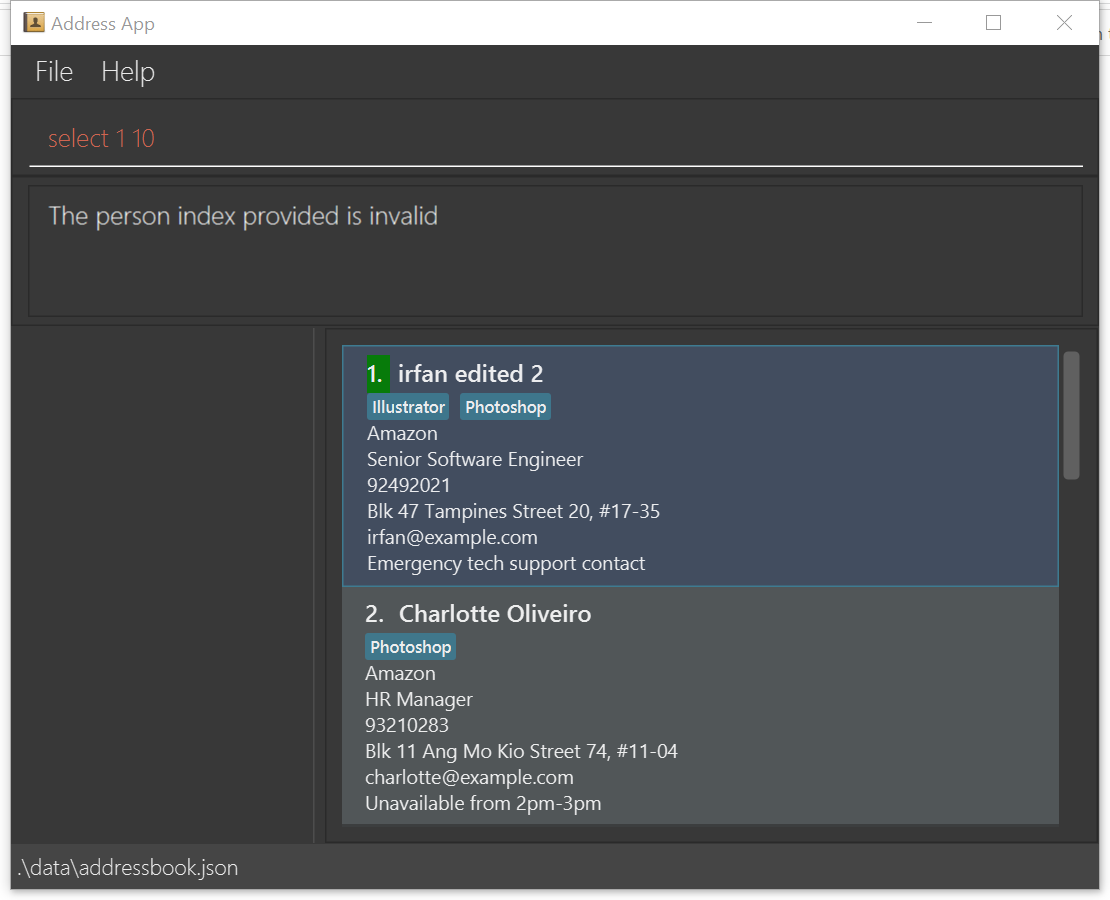 Address App
File Help
select 1 10
The person index provided is invalid
1. irfan edited 2
Illustrator Photoshop
Amazon
Senior Software Engineer
92492021
Blk 47 Tampines Street 20, #17-35
irfan@example.com
Emergency tech support contact
2. Charlotte Oliveiro
Photoshop
Amazon
HR Manager
93210283
Blk 11 Ang Mo Kio Street 74, #11-04
charlotte@example.com
Unavailable from 2pm-3pm
.\data\addressbook.json